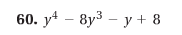 60. y⁴ − 8y³ − y + 8